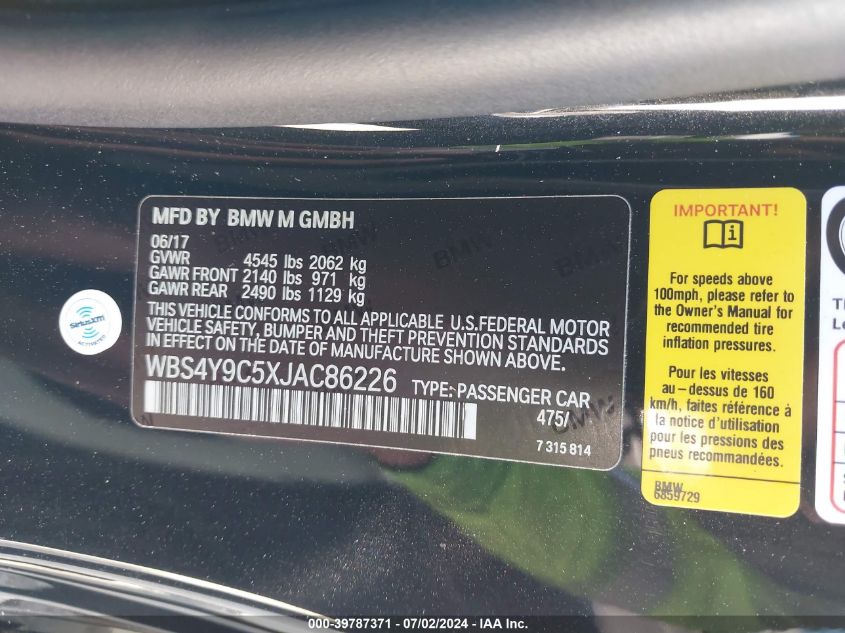 MFD BY BMW M GMBH
06/17
GVWR 4545 lbs 2062 kg
GAWR FRONT 2140 lbs 971 kg
GAWR REAR 2490 lbs 1129 kg
THIS VEHICLE CONFORMS TO ALL APPLICABLE U.S.FEDERAL MOTOR
VEHICLE SAFETY, BUMPER AND THEFT PREVENTION STANDARDS
IN EFFECT ON THE DATE OF MANUFACTURE SHOWN ABOVE.
WBS4Y9C5XJAC86226 TYPE: PASSENGER CAR
475/
7 315 814
BMW
BMW
BMW
SiriusXM
IMPORTANT!
For speeds above
100mph, please refer to
the Owner's Manual for
recommended tire
inflation pressures.
Pour les vitesses
au-dessus de 160
km/h, faites référence à
la notice d'utilisation
pour les pressions des
pneus recommandées.
BMW
6859729
000-39787371 / 07/02/2024 - IAA Inc.